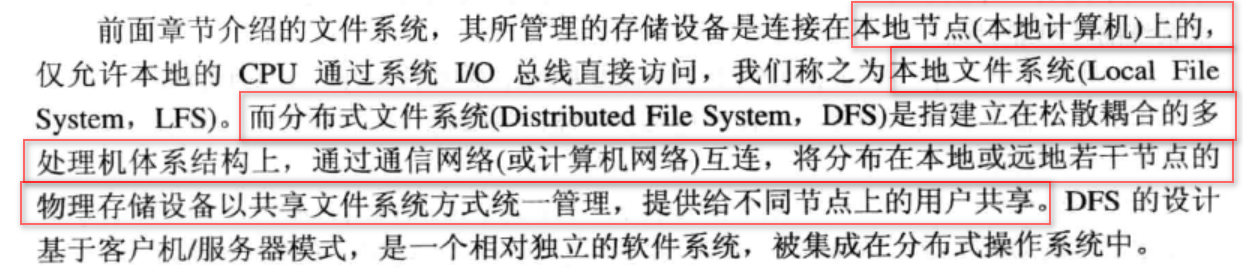 前面章节介绍的文件系统，其所管理的存储设备是连接在本地节点(本地计算机)上的，
仅允许本地的 CPU 通过系统 I/O 总线直接访问，我们称之为本地文件系统(Local File
System，LFS)。而分布式文件系统(Distributed File System，DFS)是指建立在松散耦合的多
处理机体系结构上，通过通信网络(或计算机网络)互连，将分布在本地或远地若干节点的
物理存储设备以共享文件系统方式统一管理，提供给不同节点上的用户共享。DFS 的设计
基于客户机/服务器模式，是一个相对独立的软件系统，被集成在分布式操作系统中。